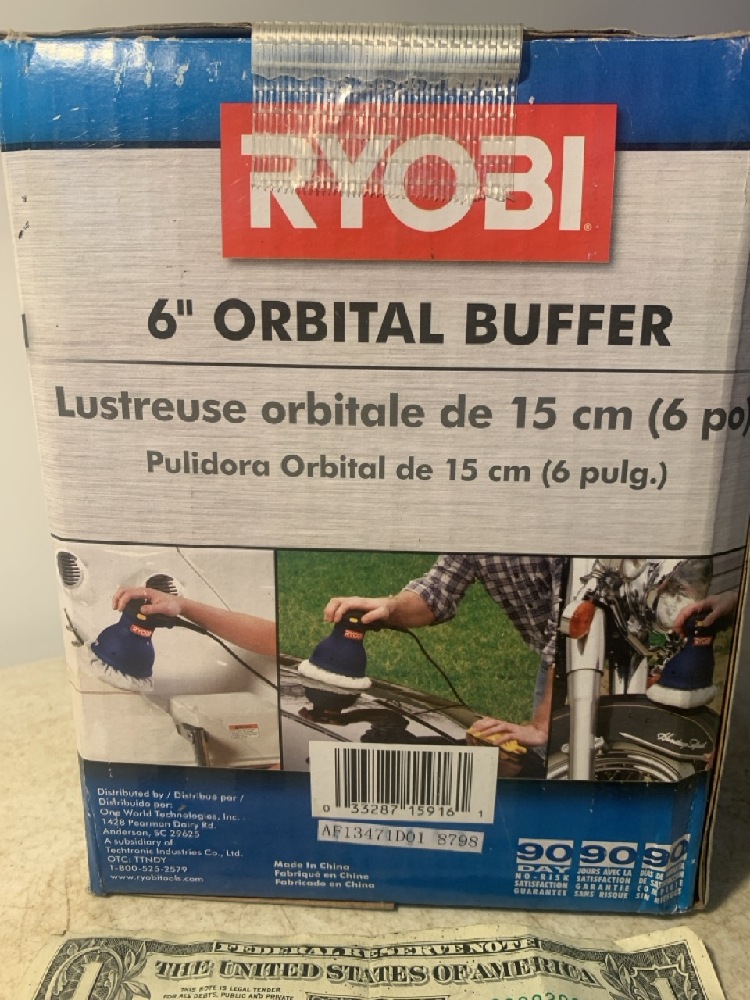 RYOBI
6" ORBITAL BUFFER
Lustreuse orbitale de 15 cm (6 po)
Pulidora Orbital de 15 cm (6 pulg.)
RYOBI
RYOBI
RYOBI
Distributed by / Distribué par /
Distribuido por:
One World Technologies, Inc.
1428 Pearman Dairy Rd.
Anderson, SC 29625
A subsidiary of
Techtronic Industries Co., Ltd.
OTC: TTNDY
1-800-525-2579
www.ryobitools.com
0 33287 15916 1
AF13471D01 8798
Made in China
Fabriqué en Chine
Fabricado en China
90
DAY
NO-RISK
SATISFACTION
GUARANTEE
90
JOURS AVEC LA
SATISFACTION
GARANTIE
SANS RISQUE
90
FEDERAL RESERVE NOTE
THE UNITED STATES OF AMERICA
THIS NOTE IS LEGAL TENDER
FOR ALL DEBTS, PUBLIC AND PRIVATE